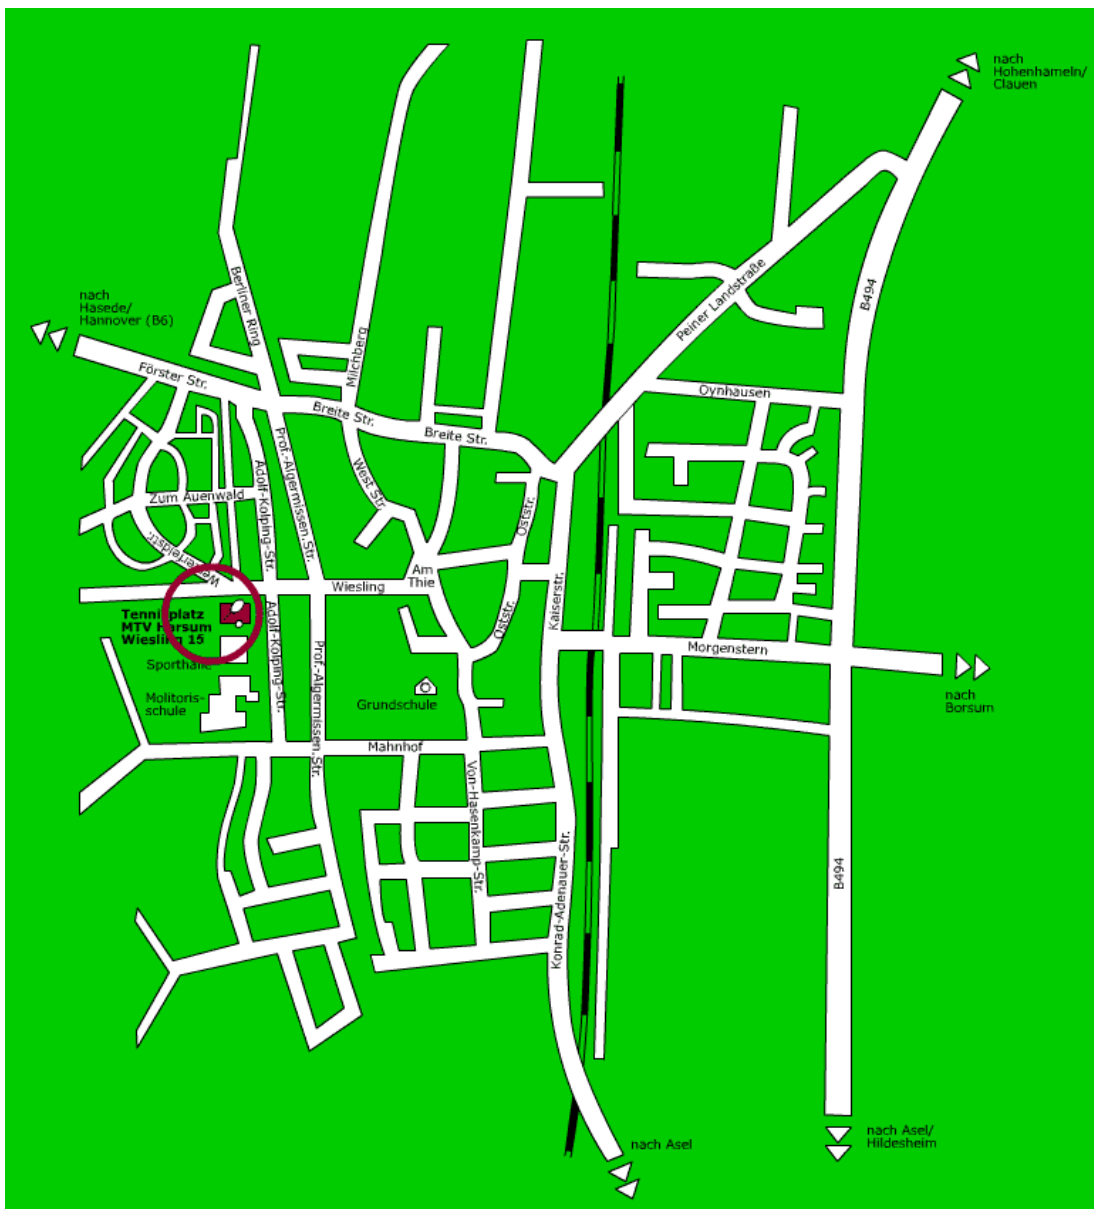 nach
Hohenhameln/
Clauen
nach
Hasede/
Hannover (B6)
Berliner Ring
B494
Peiner Landstraße
Milchberg
Förster Str.
Oynhausen
Breite Str.
Breite Str.
Prof.-Algermissen.Str.
Adolf-Kolping-Str.
West Str.
Zum Auenwald
Oststr.
Am
Thie
Wiesling
Kaiserstr.
Tennisplatz
MTV Harsum
Wiesling 15
Adolf-Kolping-Str.
Oststr.
Prof.-Algermissen.Str.
Morgenstern
Sporthalle
Molitoris-
schule
Grundschule
nach
Borsum
Mahnhof
Von-Hasenkamp-Str.
Konrad-Adenauer-Str.
B494
nach Asel
nach Asel/
Hildesheim